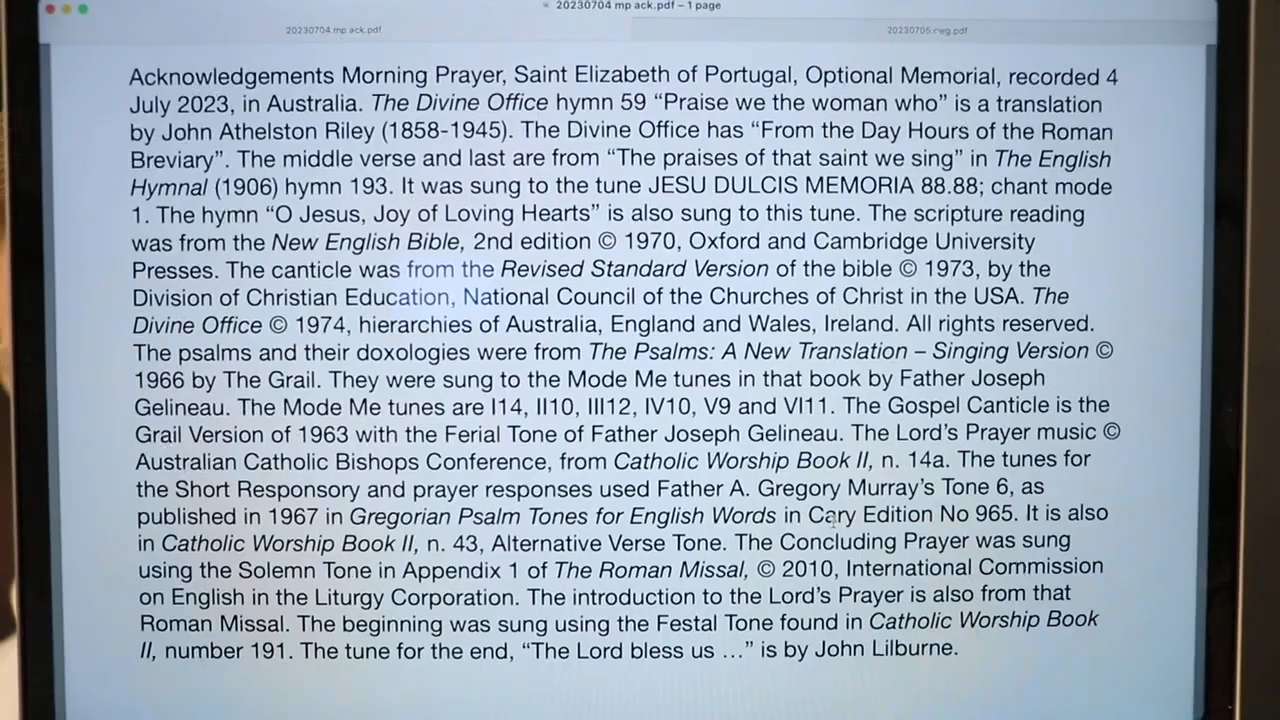 20230704 mp ack.pdf – 1 page
20230704.mp ack.pdf 20230705.rwg.pdf
Acknowledgements Morning Prayer, Saint Elizabeth of Portugal, Optional Memorial, recorded 4
July 2023, in Australia. The Divine Office hymn 59 “Praise we the woman who” is a translation
by John Athelston Riley (1858-1945). The Divine Office has “From the Day Hours of the Roman
Breviary”. The middle verse and last are from “The praises of that saint we sing” in The English
Hymnal (1906) hymn 193. It was sung to the tune JESU DULCIS MEMORIA 88.88; chant mode
1. The hymn “O Jesus, Joy of Loving Hearts” is also sung to this tune. The scripture reading
was from the New English Bible, 2nd edition © 1970, Oxford and Cambridge University
Presses. The canticle was from the Revised Standard Version of the bible © 1973, by the
Division of Christian Education, National Council of the Churches of Christ in the USA. The
Divine Office © 1974, hierarchies of Australia, England and Wales, Ireland. All rights reserved.
The psalms and their doxologies were from The Psalms: A New Translation – Singing Version ©
1966 by The Grail. They were sung to the Mode Me tunes in that book by Father Joseph
Gelineau. The Mode Me tunes are I14, II10, III12, IV10, V9 and VI11. The Gospel Canticle is the
Grail Version of 1963 with the Ferial Tone of Father Joseph Gelineau. The Lord’s Prayer music ©
Australian Catholic Bishops Conference, from Catholic Worship Book II, n. 14a. The tunes for
the Short Responsory and prayer responses used Father A. Gregory Murray’s Tone 6, as
published in 1967 in Gregorian Psalm Tones for English Words in Cary Edition No 965. It is also
in Catholic Worship Book II, n. 43, Alternative Verse Tone. The Concluding Prayer was sung
using the Solemn Tone in Appendix 1 of The Roman Missal, © 2010, International Commission
on English in the Liturgy Corporation. The introduction to the Lord’s Prayer is also from that
Roman Missal. The beginning was sung using the Festal Tone found in Catholic Worship Book
II, number 191. The tune for the end, “The Lord bless us …” is by John Lilburne.